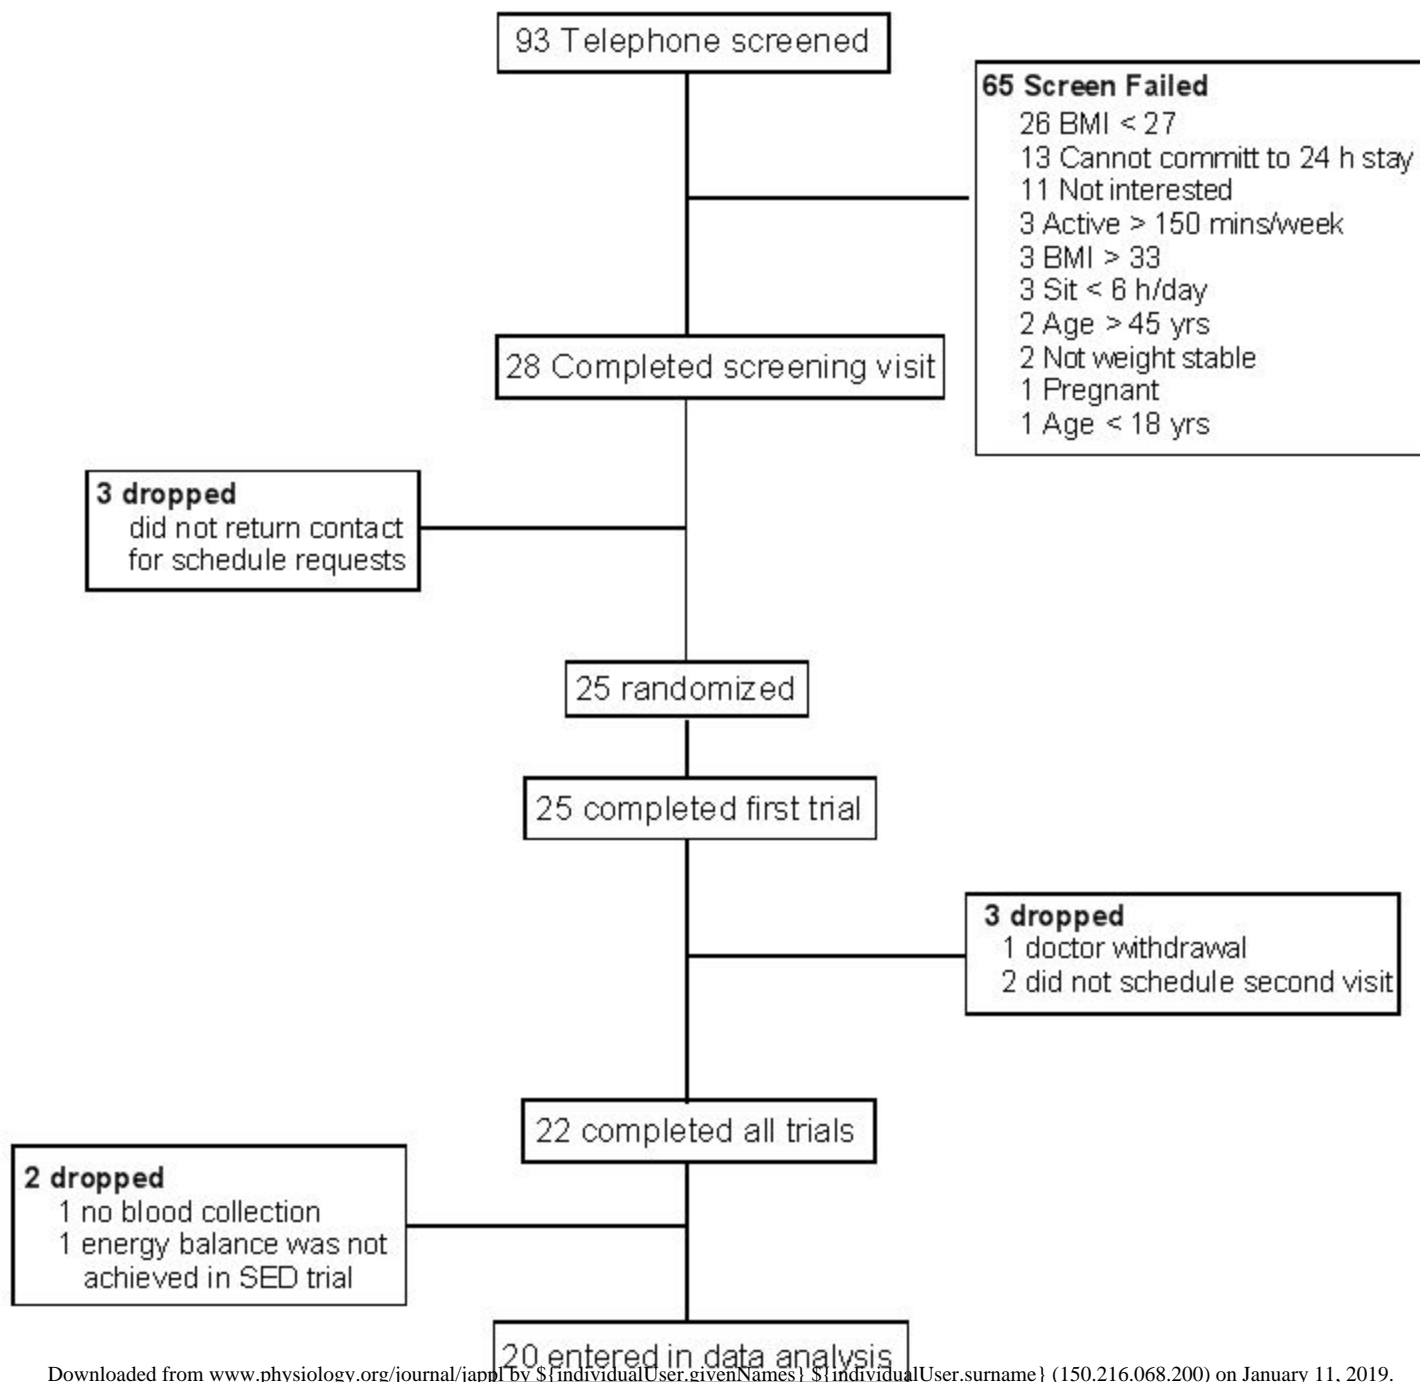 93 Telephone screened
65 Screen Failed
26 BMI < 27
13 Cannot committ to 24 h stay
11 Not interested
3 Active > 150 mins/week
3 BMI > 33
3 Sit < 6 h/day
2 Age > 45 yrs
2 Not weight stable
1 Pregnant
1 Age < 18 yrs
28 Completed screening visit
3 dropped
did not return contact
for schedule requests
25 randomized
25 completed first trial
3 dropped
1 doctor withdrawal
2 did not schedule second visit
22 completed all trials
2 dropped
1 no blood collection
1 energy balance was not
achieved in SED trial
20 entered in data analysis
Downloaded from www.physiology.org/journal/jappl by ${individualUser.givenNames} ${individualUser.surname} (150.216.068.200) on January 11, 2019.